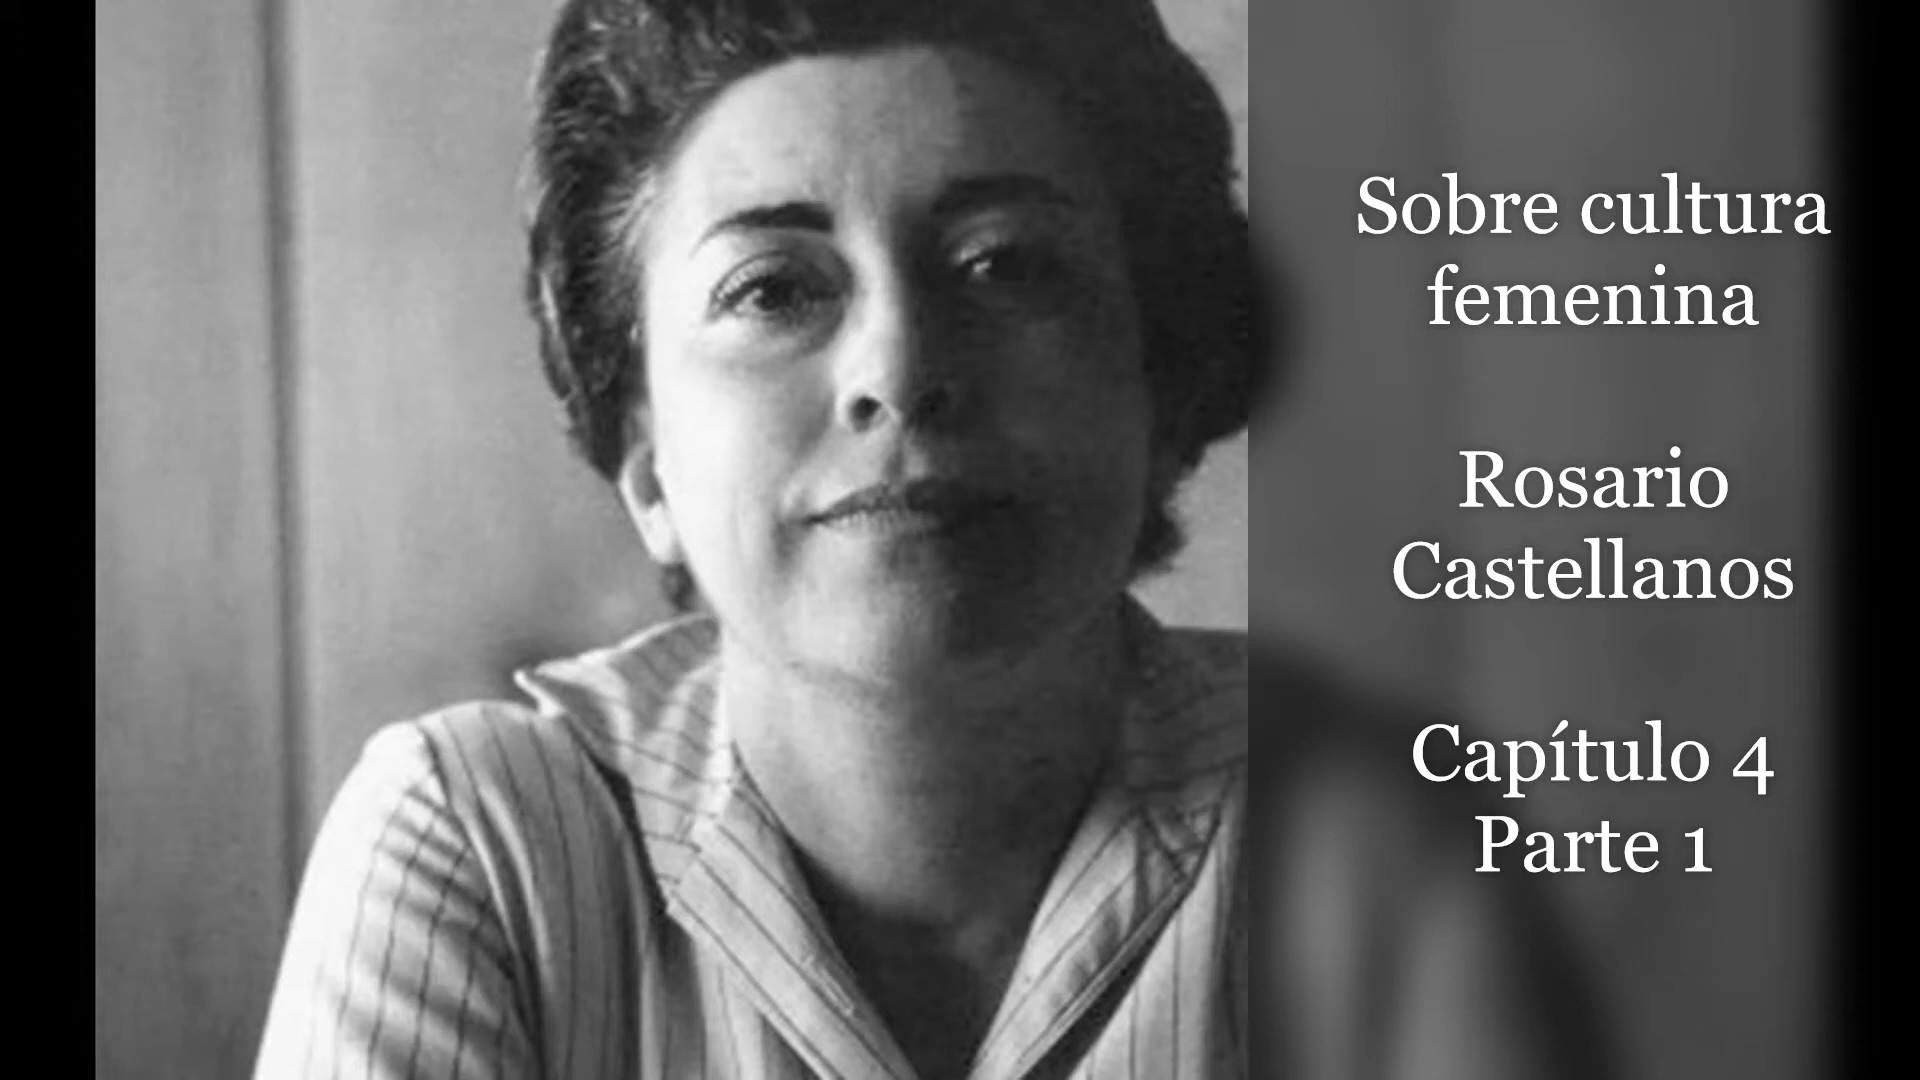 Sobre cultura
femenina
Rosario
Castellanos
Capítulo 4
Parte 1